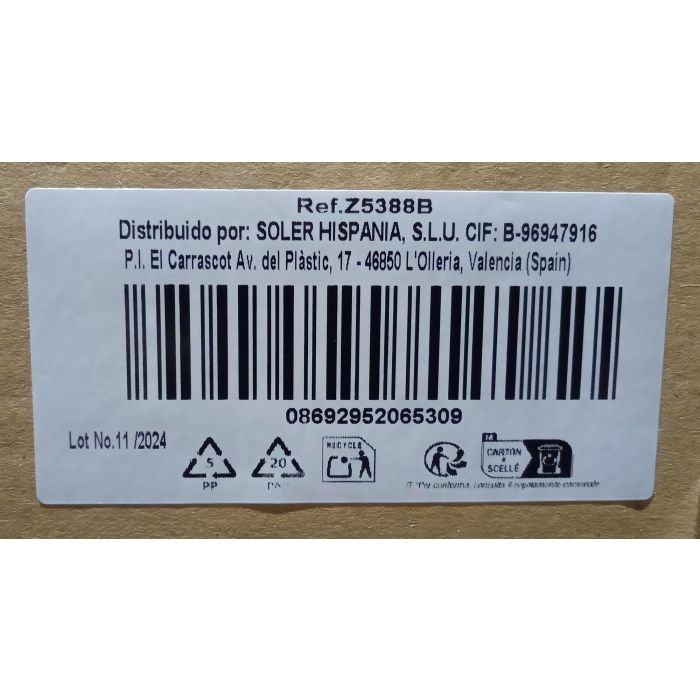 Ref.Z5388B
Distribuido por: SOLER HISPANIA, S.L.U. CIF: B-96947916
P.I. El Carrascot Av. del Plàstic, 17 - 46850 L'Olleria, Valencia (Spain)
08692952065309
Lot No.11 /2024
5
PP
20
FR
CARTON +
SCELLÉ